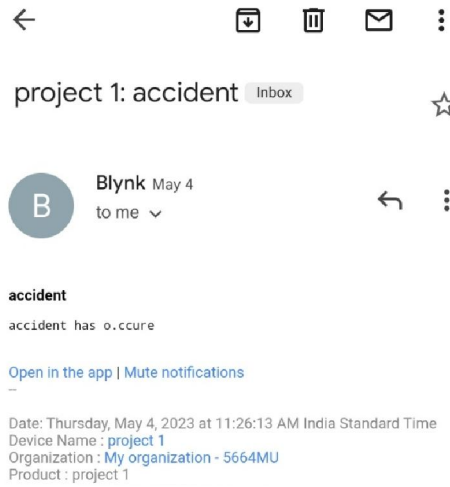 project 1: accident Inbox
B
Blynk May 4
to me
accident
accident has o.ccure
Open in the app | Mute notifications
--
Date: Thursday, May 4, 2023 at 11:26:13 AM India Standard Time
Device Name : project 1
Organization : My organization - 5664MU
Product : project 1